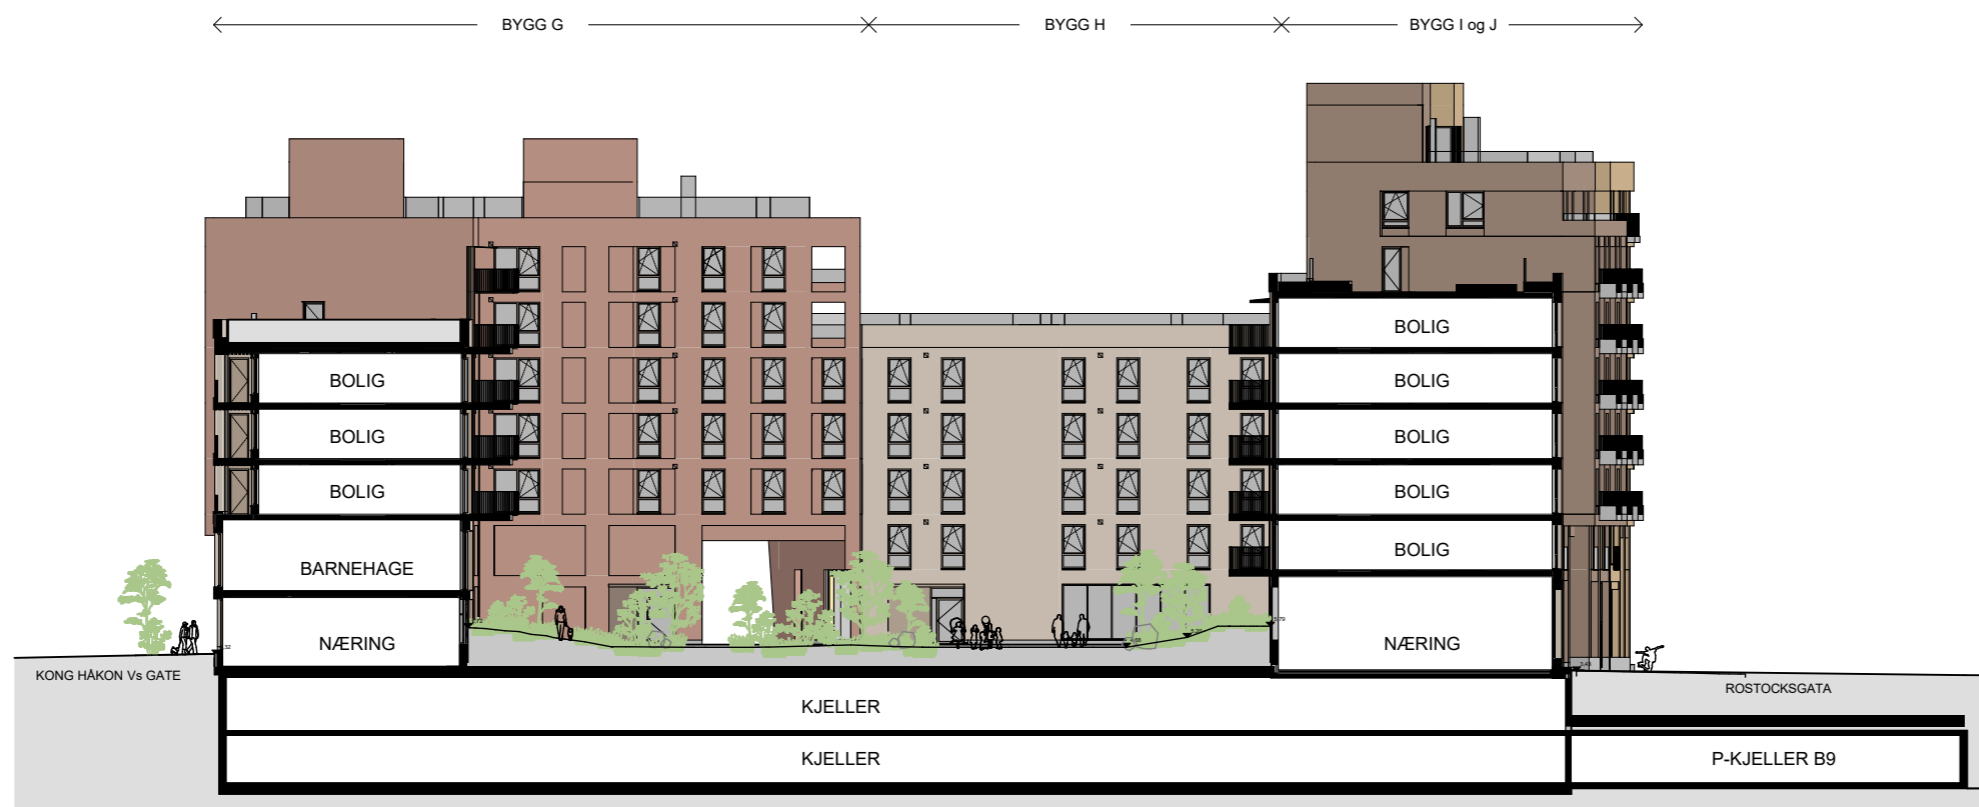 BYGG G
BYGG H
BYGG I og J
BOLIG
BOLIG
BOLIG
BOLIG
BOLIG
BOLIG
BOLIG
BOLIG
BARNEHAGE
NÆRING
NÆRING
KONG HÅKON Vs GATE
ROSTOCKSGATA
KJELLER
KJELLER
P-KJELLER B9